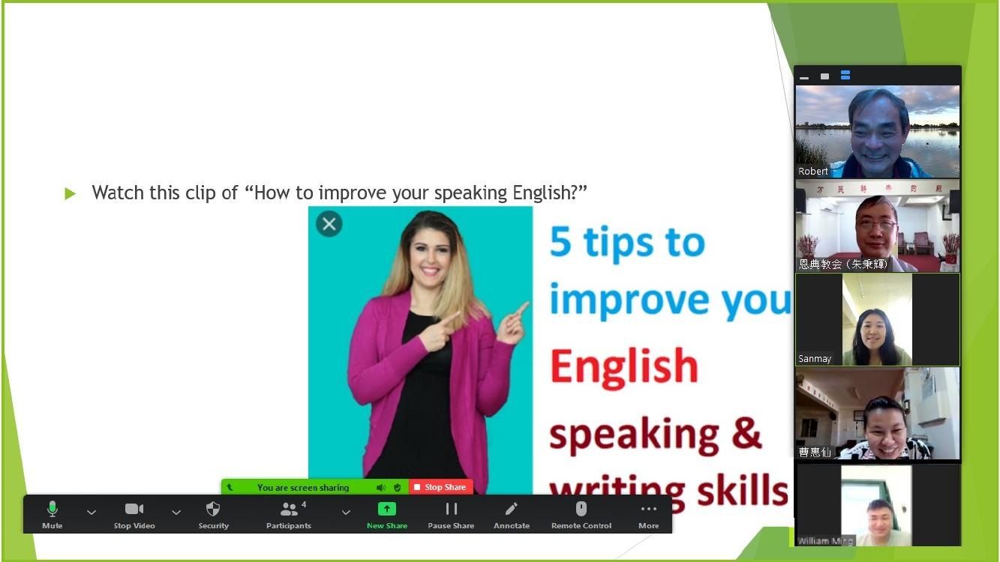 Watch this clip of “How to improve your speaking English?”
5 tips to
improve you
English
speaking &
writing skills
You are screen sharing
Stop Share
Mute
Stop Video
Security
4
Participants
New Share
Pause Share
Annotate
Remote Control
More
Robert
万民祷告的殿
恩典教会（朱秉輝）
Sanmay
曹惠仙
William Ming